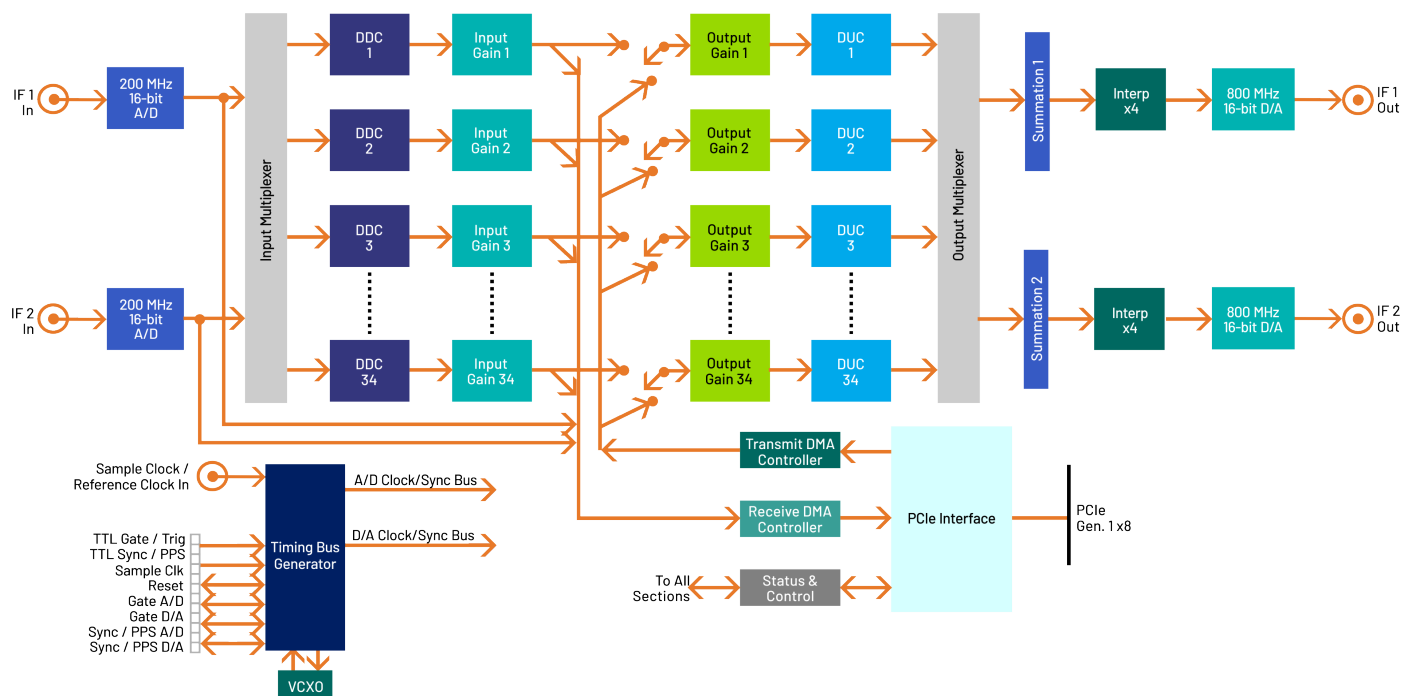 IF 1
In
200 MHz
16-bit
A/D
IF 2
In
200 MHz
16-bit
A/D
Input Multiplexer
DDC
1
Input
Gain 1
DDC
2
Input
Gain 2
DDC
3
Input
Gain 3
DDC
34
Input
Gain 34
Output
Gain 1
DUC
1
Output
Gain 2
DUC
2
Output
Gain 3
DUC
3
Output
Gain 34
DUC
34
Output Multiplexer
Summation 1
Interp
x4
800 MHz
16-bit D/A
IF 1
Out
Summation 2
Interp
x4
800 MHz
16-bit D/A
IF 2
Out
Transmit DMA
Controller
Receive DMA
Controller
PCIe Interface
PCIe
Gen. 1 x8
To All
Sections
Status &
Control
Sample Clock /
Reference Clock In
A/D Clock/Sync Bus
D/A Clock/Sync Bus
TTL Gate / Trig
TTL Sync / PPS
Sample Clk
Reset
Gate A/D
Gate D/A
Sync / PPS A/D
Sync / PPS D/A
Timing Bus
Generator
VCXO